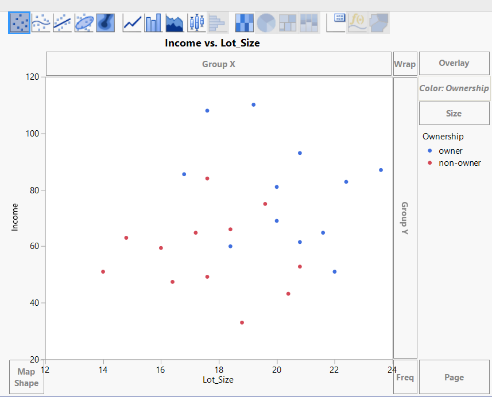 Income vs. Lot_Size
Group X
Wrap
Overlay
Color: Ownership
Size
Ownership
owner
non-owner
120
100
80
60
40
20
Income
Group Y
12
14
16
18
20
22
24
Lot_Size
Map
Shape
Freq
Page